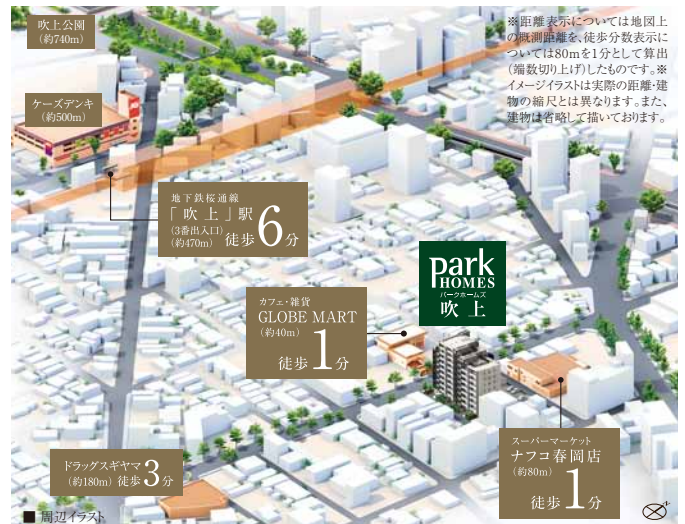 吹上公園
(約740m)
※距離表示については地図上
の概測距離を、徒歩分数表示に
ついては80mを1分として算出
(端数切り上げ)したものです。※
イメージイラストは実際の距離・建
物の縮尺とは異なります。また、
建物は省略して描いております。
ケーズデンキ
(約500m)
地下鉄桜通線
「吹上」駅
(3番出入口)
(約470m) 徒歩6分
park
HOMES
パークホームズ
吹上
カフェ・雑貨
GLOBE MART
(約40m)
徒歩1分
スーパーマーケット
ナフコ春岡店
(約80m)
徒歩1分
ドラッグスギヤマ
(約180m) 徒歩3分
■ 周辺イラスト